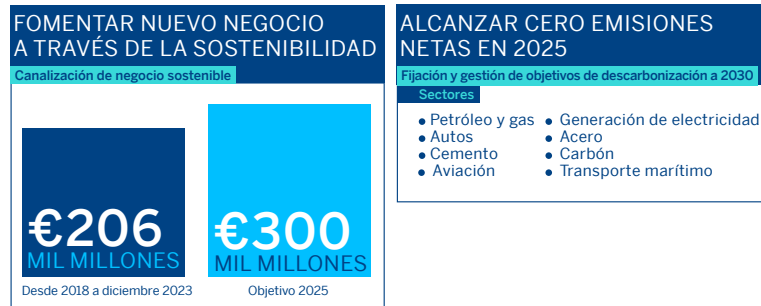 FOMENTAR NUEVO NEGOCIO
A TRAVÉS DE LA SOSTENIBILIDAD
Canalización de negocio sostenible
€206
MIL MILLONES
Desde 2018 a diciembre 2023
€300
MIL MILLONES
Objetivo 2025
ALCANZAR CERO EMISIONES
NETAS EN 2025
Fijación y gestión de objetivos de descarbonización a 2030
Sectores
• Petróleo y gas
• Autos
• Cemento
• Aviación
• Generación de electricidad
• Acero
• Carbón
• Transporte marítimo